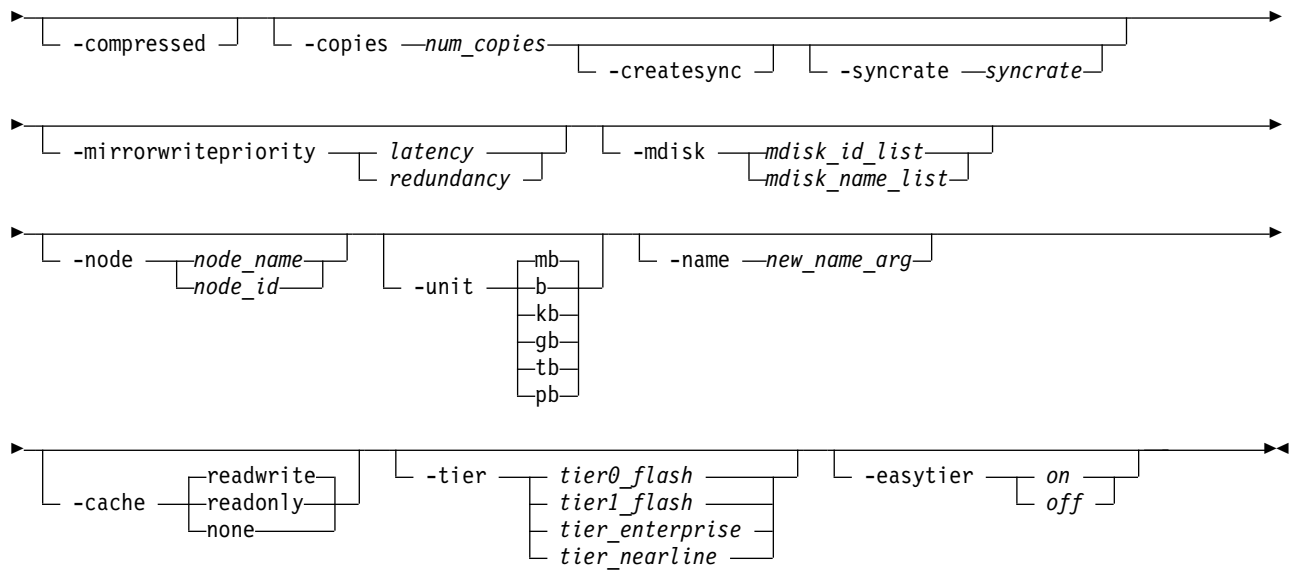 -compressed -copies num_copies
-createsync -syncrate syncrate
-mirrorwritepriority latency -mdisk mdisk_id_list
redundancy mdisk_name_list
-node node_name -unit mb -name new_name_arg
node_id b
kb
gb
tb
pb
-cache readwrite -tier tier0_flash -easytier on
readonly tier1_flash off
none tier_enterprise
tier_nearline